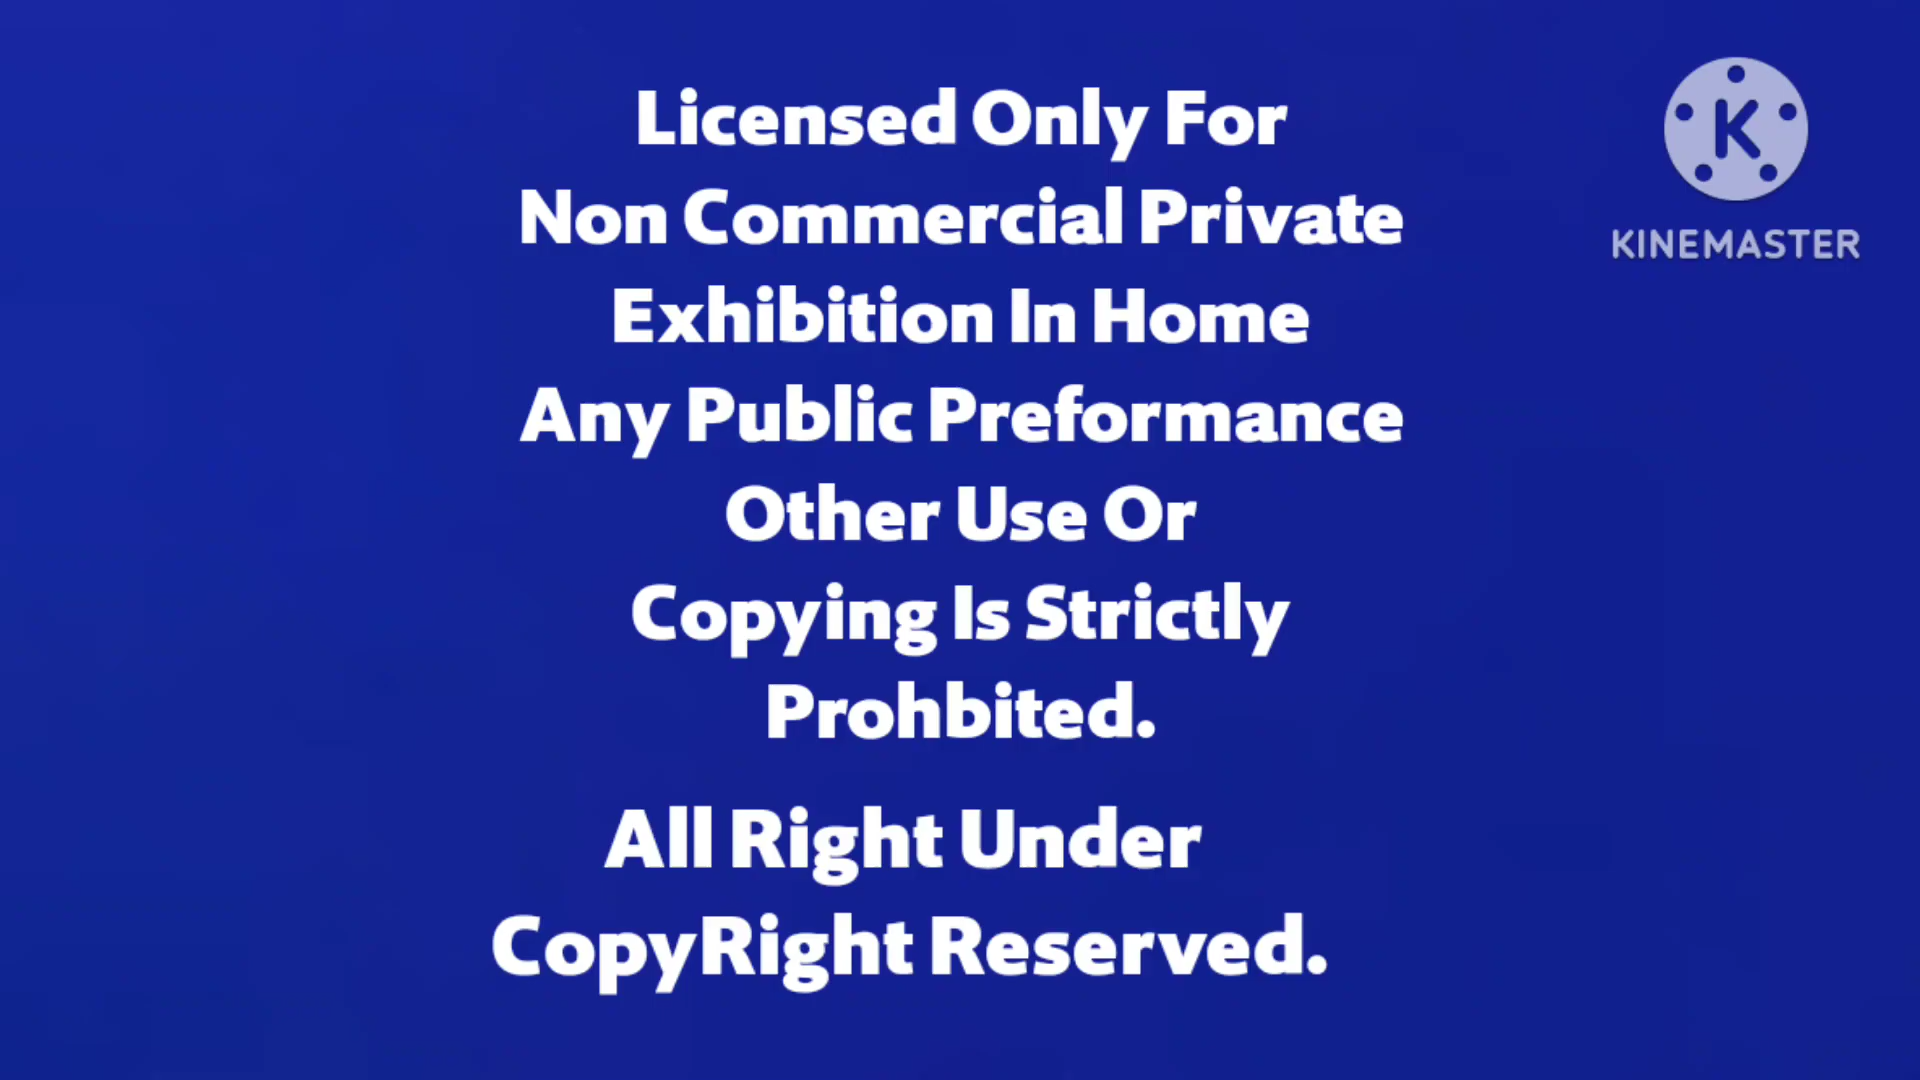 Licensed Only For
Non Commercial Private
Exhibition In Home
Any Public Preformance
Other Use Or
Copying Is Strictly
Prohbited.
All Right Under
CopyRight Reserved.
K
KINEMASTER